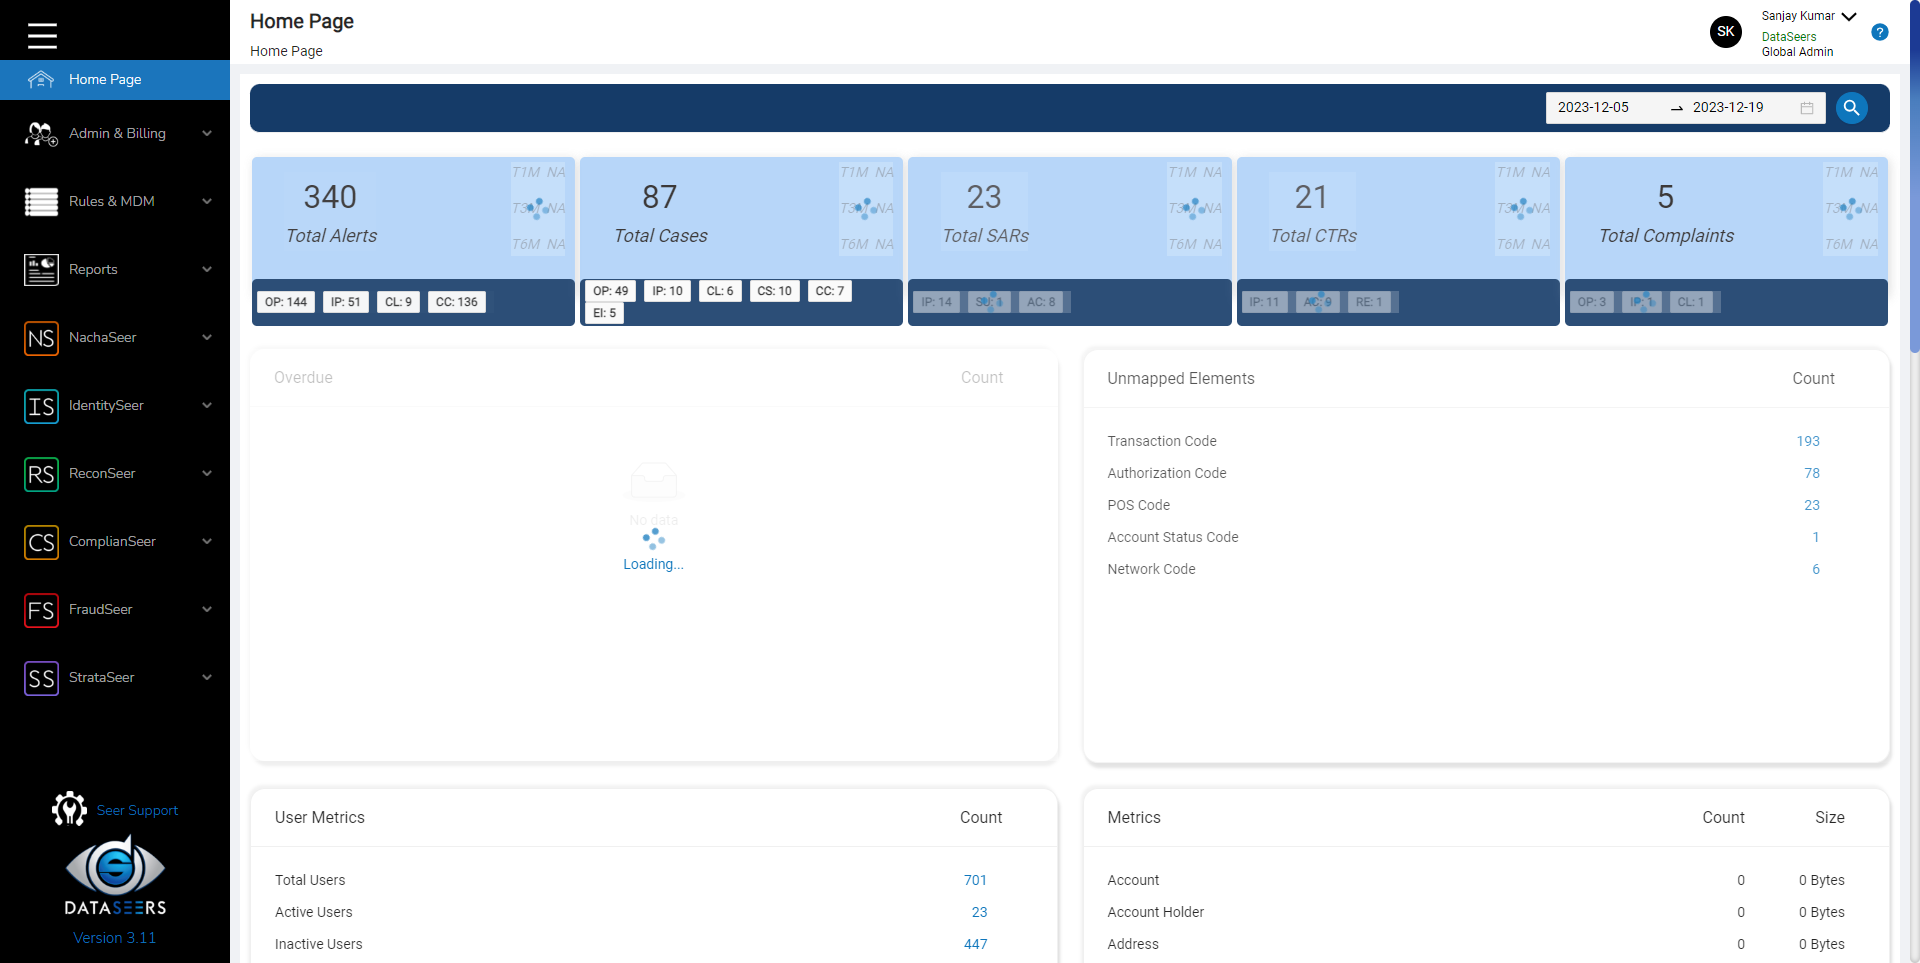 Home Page
Home Page
SK
Sanjay Kumar
DataSeers
Global Admin
?
Home Page
Admin & Billing
Rules & MDM
Reports
NS NachaSeer
IS IdentitySeer
RS ReconSeer
CS ComplianSeer
FS FraudSeer
SS StrataSeer
Seer Support
DATASEERS
Version 3.11
2023-12-05 → 2023-12-19
340
Total Alerts
T1M NA
T3M NA
T6M NA
OP: 144 IP: 51 CL: 9 CC: 136
87
Total Cases
T1M NA
T3M NA
T6M NA
OP: 49 IP: 10 CL: 6 CS: 10 CC: 7
EI: 5
23
Total SARs
T1M NA
T3M NA
T6M NA
IP: 14 SU: 1 AC: 8
21
Total CTRs
T1M NA
T3M NA
T6M NA
IP: 11 AC: 9 RE: 1
5
Total Complaints
T1M NA
T3M NA
T6M NA
OP: 3 IP: 1 CL: 1
Overdue Count
No data
Loading...
Unmapped Elements Count
Transaction Code 193
Authorization Code 78
POS Code 23
Account Status Code 1
Network Code 6
User Metrics Count
Total Users 701
Active Users 23
Inactive Users 447
Metrics Count Size
Account 0 0 Bytes
Account Holder 0 0 Bytes
Address 0 0 Bytes